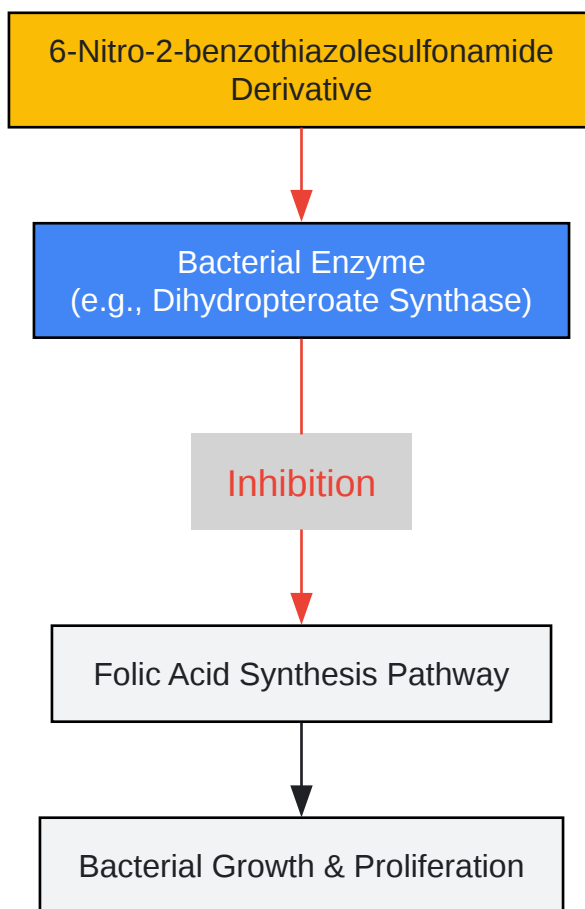 6-Nitro-2-benzothiazolesulfonamide
Derivative
Bacterial Enzyme
(e.g., Dihydropteroate Synthase)
Inhibition
Folic Acid Synthesis Pathway
Bacterial Growth & Proliferation